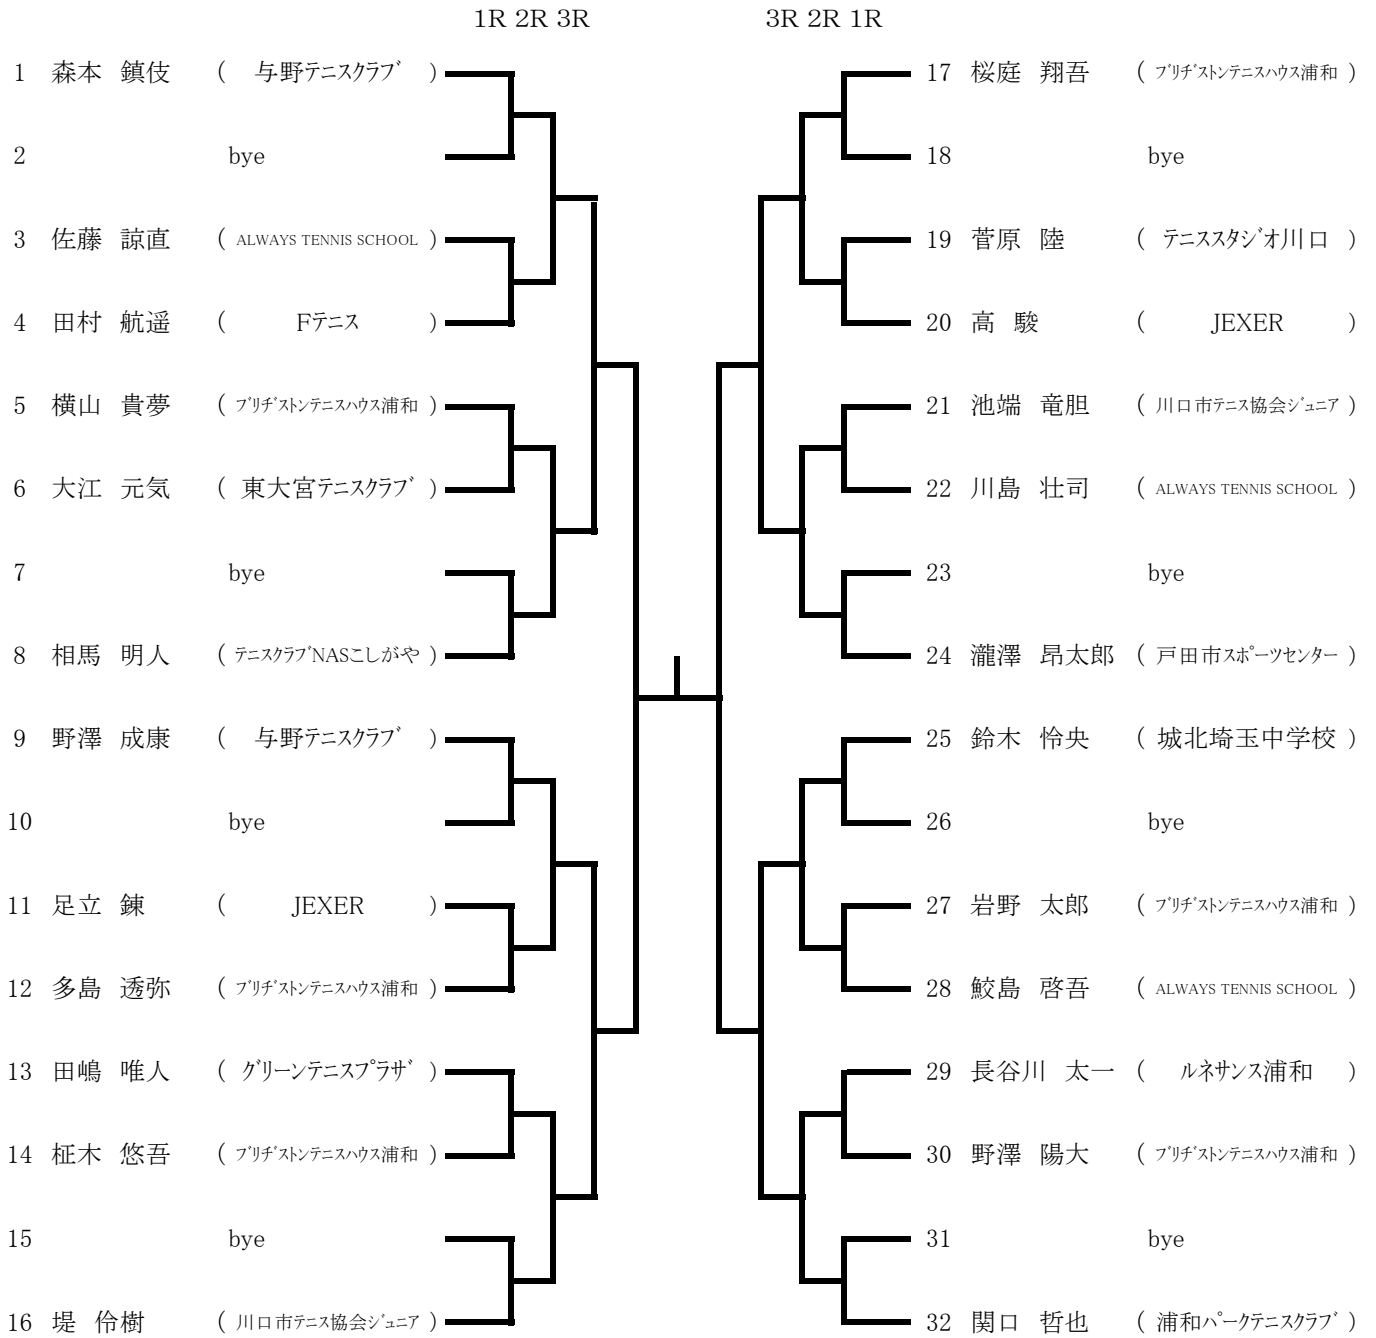 1R 2R 3R
3R 2R 1R
1 森本 鎮伎 ( 与野ﾃﾆｽｸﾗﾌﾞ )
2 bye
3 佐藤 諒直 ( ALWAYS TENNIS SCHOOL )
4 田村 航遥 ( Fﾃﾆｽ )
5 横山 貴夢 ( ﾌﾞﾘﾁﾞｽﾄﾝﾃﾆｽﾊｳｽ浦和 )
6 大江 元気 ( 東大宮ﾃﾆｽｸﾗﾌﾞ )
7 bye
8 相馬 明人 ( ﾃﾆｽｸﾗﾌﾞNASこしがや )
9 野澤 成康 ( 与野ﾃﾆｽｸﾗﾌﾞ )
10 bye
11 足立 錬 ( JEXER )
12 多島 透弥 ( ﾌﾞﾘﾁﾞｽﾄﾝﾃﾆｽﾊｳｽ浦和 )
13 田嶋 唯人 ( ｸﾞﾘｰﾝﾃﾆｽﾌﾟﾗｻﾞ )
14 柾木 悠吾 ( ﾌﾞﾘﾁﾞｽﾄﾝﾃﾆｽﾊｳｽ浦和 )
15 bye
16 堤 伶樹 ( 川口市ﾃﾆｽ協会ｼﾞｭﾆｱ )
17 桜庭 翔吾 ( ﾌﾞﾘﾁﾞｽﾄﾝﾃﾆｽﾊｳｽ浦和 )
18 bye
19 菅原 陸 ( ﾃﾆｽｽﾀｼﾞｵ川口 )
20 高 駿 ( JEXER )
21 池端 竜胆 ( 川口市ﾃﾆｽ協会ｼﾞｭﾆｱ )
22 川島 壮司 ( ALWAYS TENNIS SCHOOL )
23 bye
24 瀧澤 昂太郎 ( 戸田市ｽﾎﾟｰﾂｾﾝﾀｰ )
25 鈴木 怜央 ( 城北埼玉中学校 )
26 bye
27 岩野 太郎 ( ﾌﾞﾘﾁﾞｽﾄﾝﾃﾆｽﾊｳｽ浦和 )
28 鮫島 啓吾 ( ALWAYS TENNIS SCHOOL )
29 長谷川 太一 ( ﾙﾈｻﾝｽ浦和 )
30 野澤 陽大 ( ﾌﾞﾘﾁﾞｽﾄﾝﾃﾆｽﾊｳｽ浦和 )
31 bye
32 関口 哲也 ( 浦和ﾊﾟｰｸﾃﾆｽｸﾗﾌﾞ )